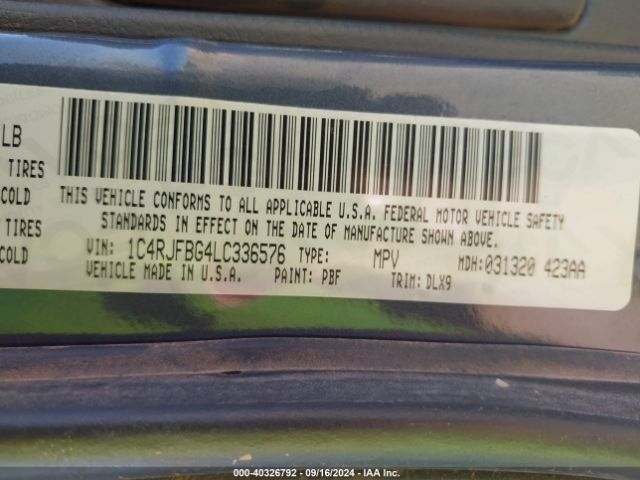 LB
TIRES
COLD
TIRES
COLD
THIS VEHICLE CONFORMS TO ALL APPLICABLE U.S.A. FEDERAL MOTOR VEHICLE SAFETY
STANDARDS IN EFFECT ON THE DATE OF MANUFACTURE SHOWN ABOVE.
VIN: 1C4RJFBG4LC336576 TYPE: MPV MDH:031320 423AA
VEHICLE MADE IN U.S.A. PAINT: PBF TRIM: DLX9
000-40326792 - 09/16/2024 - IAA Inc.